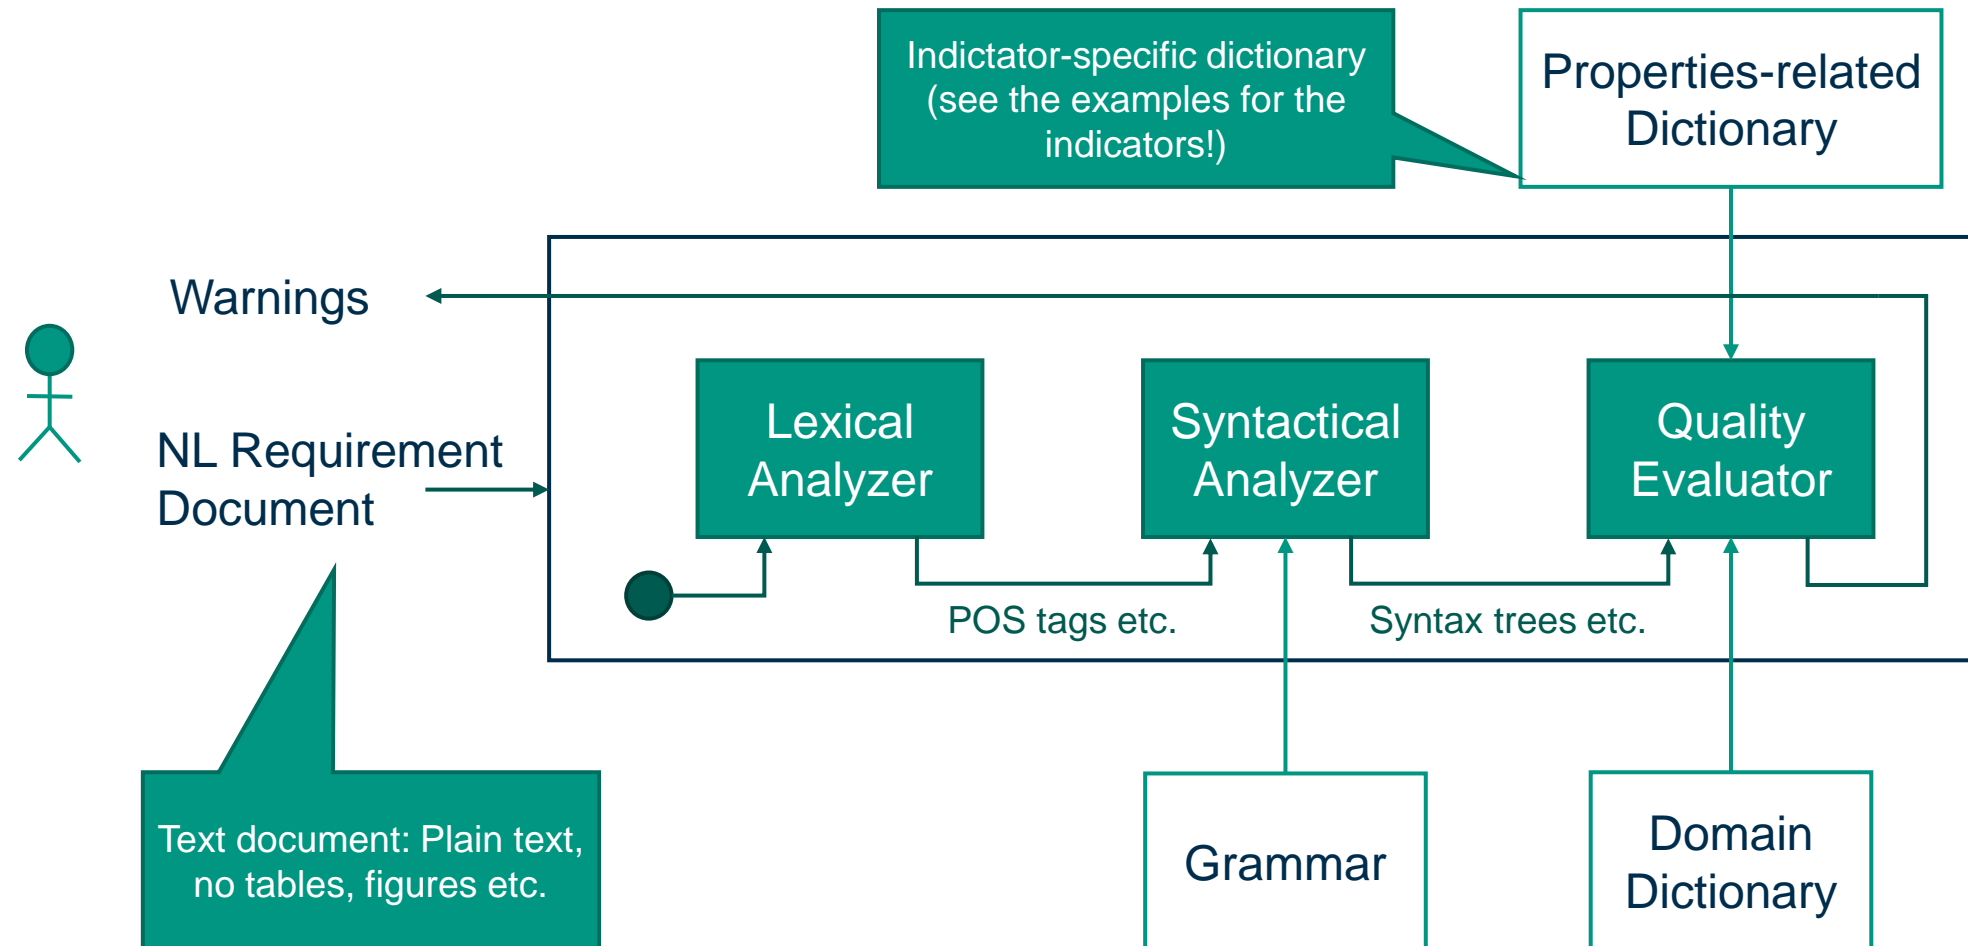 Indictator-specific dictionary
(see the examples for the
indicators!)
Properties-related
Dictionary
Warnings
NL Requirement
Document
Lexical
Analyzer
Syntactical
Analyzer
Quality
Evaluator
POS tags etc.
Syntax trees etc.
Text document: Plain text,
no tables, figures etc.
Grammar
Domain
Dictionary